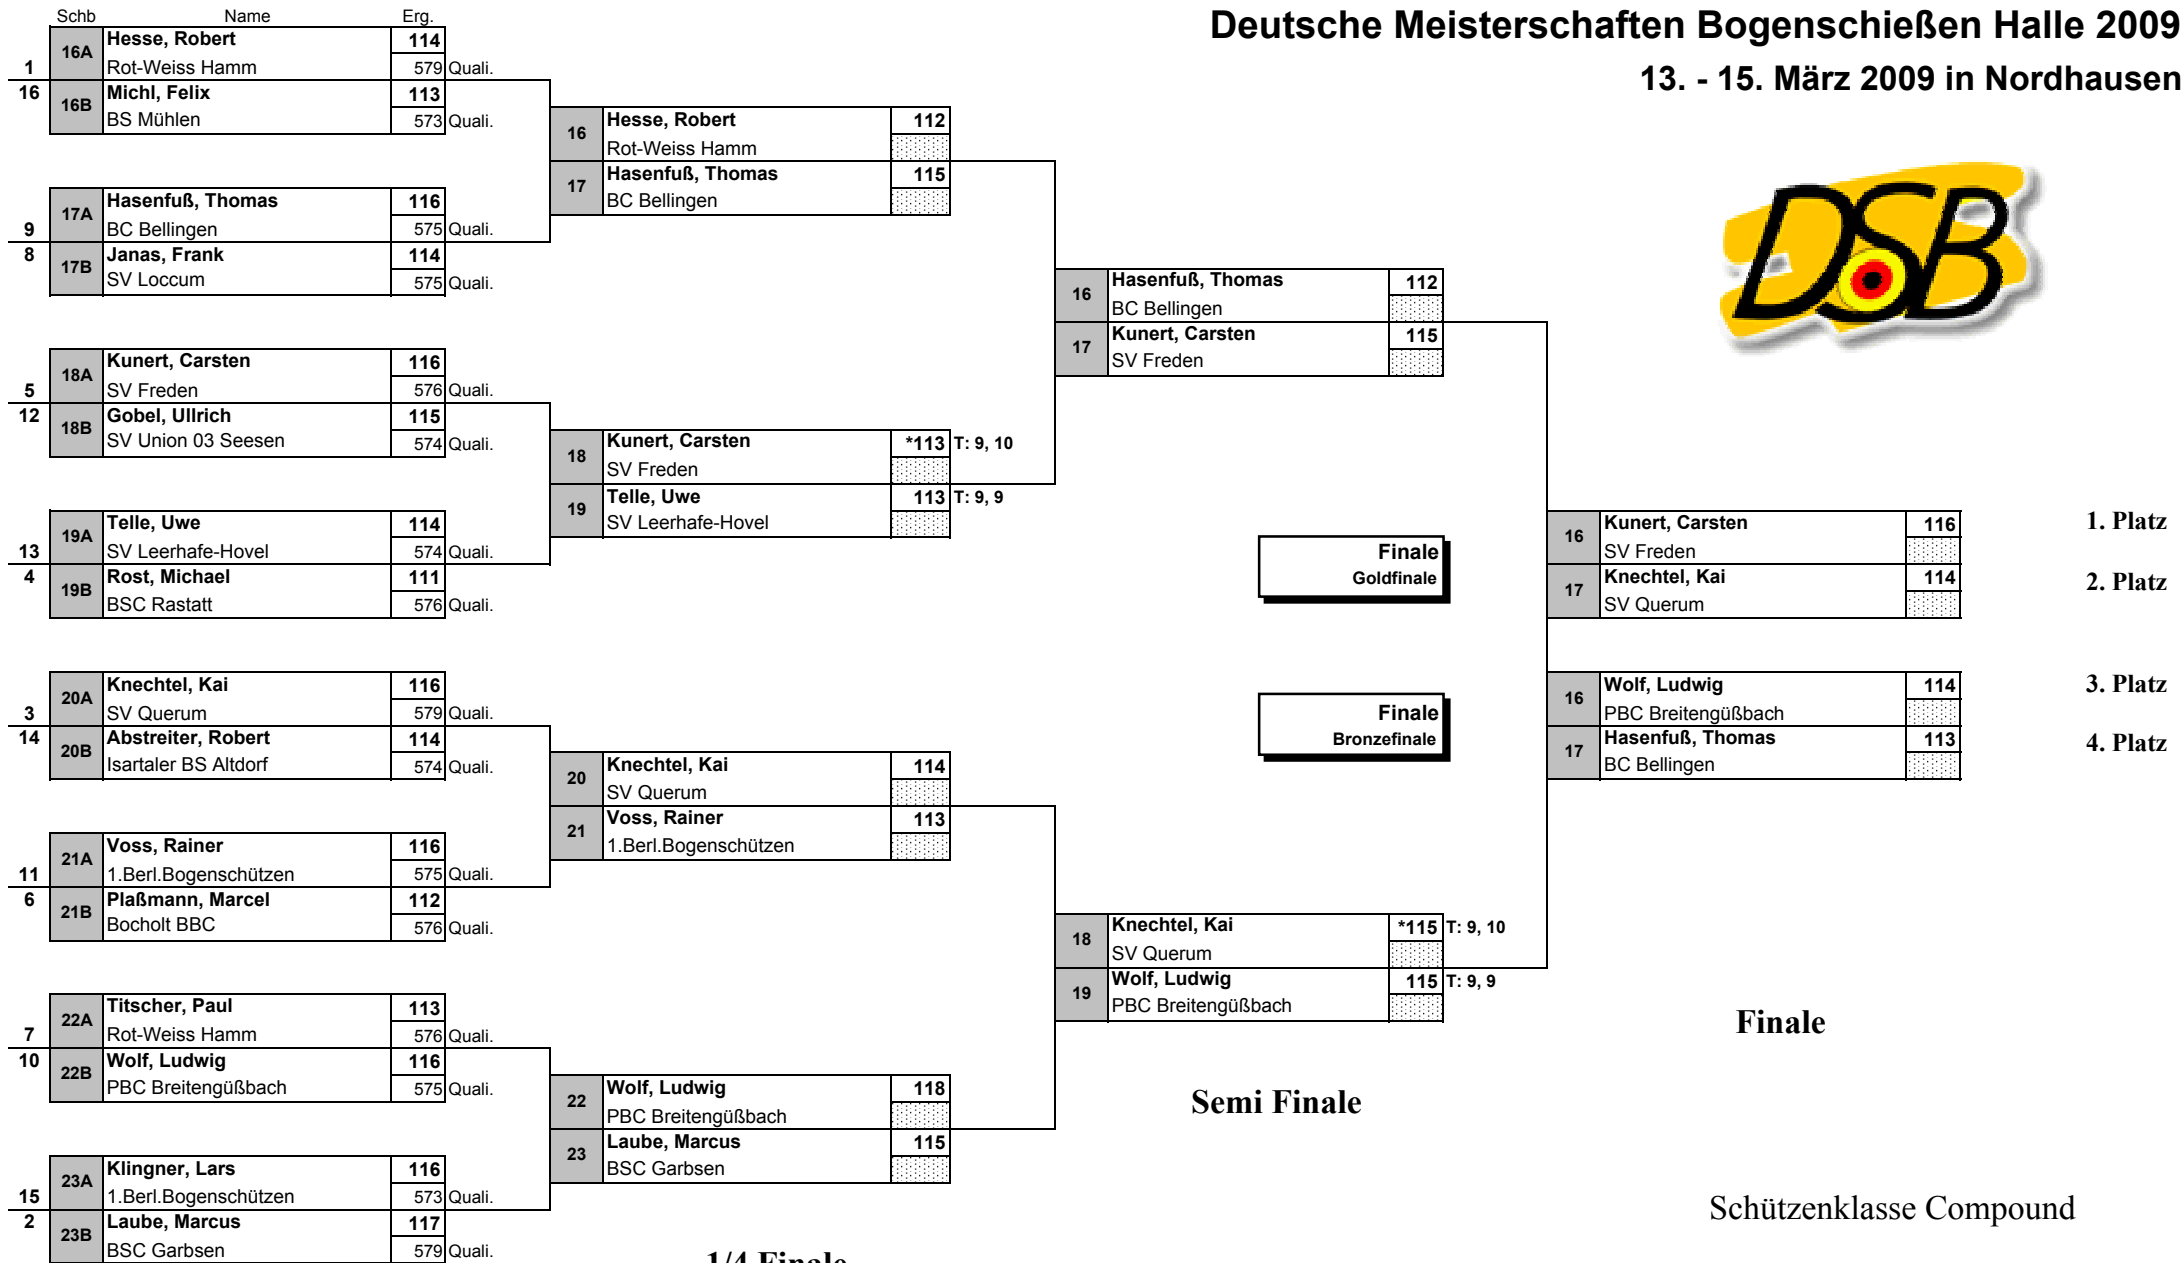 Deutsche Meisterschaften Bogenschießen Halle 2009
13. - 15. März 2009 in Nordhausen
DSB
Schb Name Erg.
16A Hesse, Robert 114
1 Rot-Weiss Hamm 579 Quali.
16 16B Michl, Felix 113
BS Mühlen 573 Quali.
17A Hasenfuß, Thomas 116
9 BC Bellingen 575 Quali.
8 17B Janas, Frank 114
SV Loccum 575 Quali.
18A Kunert, Carsten 116
5 SV Freden 576 Quali.
12 18B Gobel, Ullrich 115
SV Union 03 Seesen 574 Quali.
19A Telle, Uwe 114
13 SV Leerhafe-Hovel 574 Quali.
4 19B Rost, Michael 111
BSC Rastatt 576 Quali.
20A Knechtel, Kai 116
3 SV Querum 579 Quali.
14 20B Abstreiter, Robert 114
Isartaler BS Altdorf 574 Quali.
21A Voss, Rainer 116
11 1.Berl.Bogenschützen 575 Quali.
6 21B Plaßmann, Marcel 112
Bocholt BBC 576 Quali.
22A Titscher, Paul 113
7 Rot-Weiss Hamm 576 Quali.
10 22B Wolf, Ludwig 116
PBC Breitengüßbach 575 Quali.
23A Klingner, Lars 116
15 1.Berl.Bogenschützen 573 Quali.
2 23B Laube, Marcus 117
BSC Garbsen 579 Quali.
16 Hesse, Robert 112
Rot-Weiss Hamm
17 Hasenfuß, Thomas 115
BC Bellingen
18 Kunert, Carsten *113 T: 9, 10
SV Freden
19 Telle, Uwe 113 T: 9, 9
SV Leerhafe-Hovel
20 Knechtel, Kai 114
SV Querum
21 Voss, Rainer 113
1.Berl.Bogenschützen
22 Wolf, Ludwig 118
PBC Breitengüßbach
23 Laube, Marcus 115
BSC Garbsen
1/4 Finale
16 Hasenfuß, Thomas 112
BC Bellingen
17 Kunert, Carsten 115
SV Freden
18 Knechtel, Kai *115 T: 9, 10
SV Querum
19 Wolf, Ludwig 115 T: 9, 9
PBC Breitengüßbach
Semi Finale
Finale
Goldfinale
16 Kunert, Carsten 116 1. Platz
SV Freden
17 Knechtel, Kai 114 2. Platz
SV Querum
Finale
Bronzefinale
16 Wolf, Ludwig 114 3. Platz
PBC Breitengüßbach
17 Hasenfuß, Thomas 113 4. Platz
BC Bellingen
Finale
Schützenklasse Compound